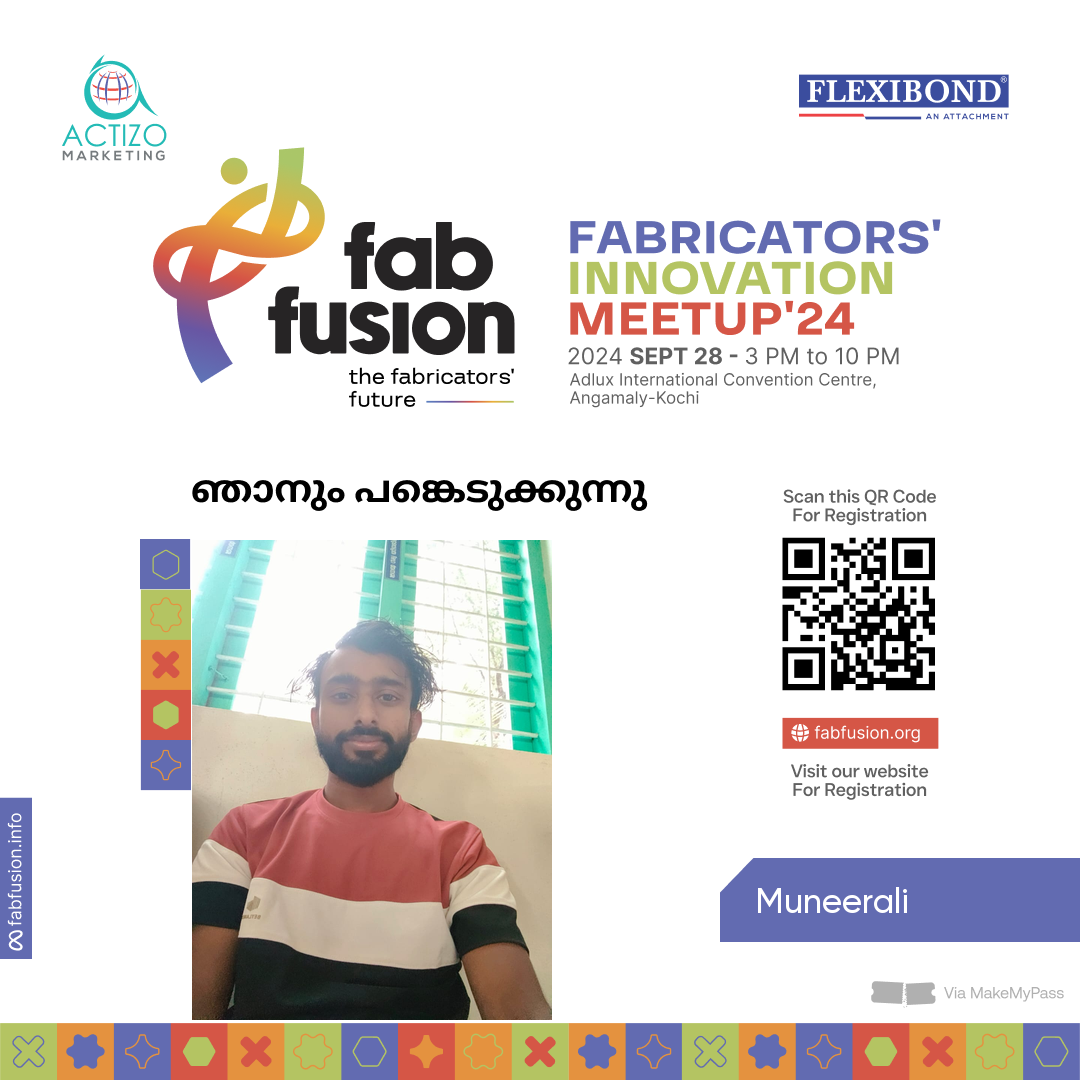 ACTIZO
MARKETING
FLEXIBOND®
AN ATTACHMENT
fab
fusion
the fabricators'
future
FABRICATORS'
INNOVATION
MEETUP'24
2024 SEPT 28 - 3 PM to 10 PM
Adlux International Convention Centre,
Angamaly-Kochi
ഞാനും പങ്കെടുക്കുന്നു
Scan this QR Code
For Registration
fabfusion.org
Visit our website
For Registration
fabfusion.info
Muneerali
Via MakeMyPass